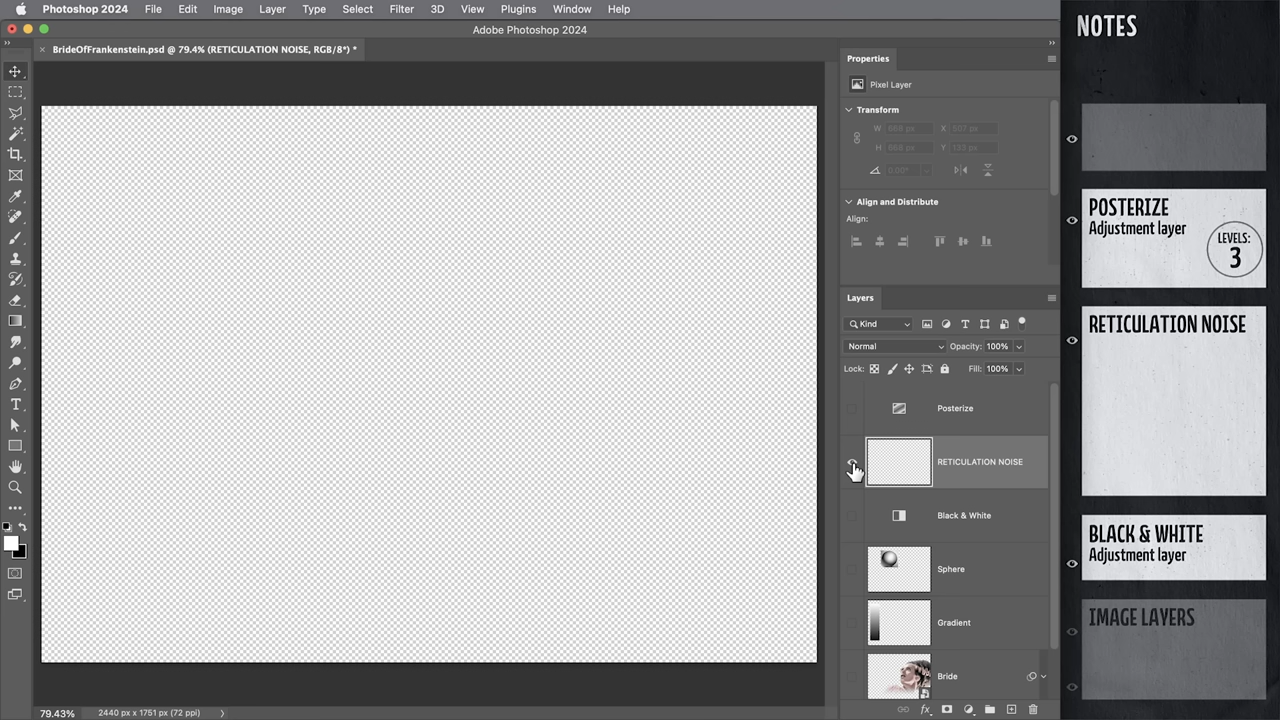 Photoshop 2024 File Edit Image Layer Type Select Filter 3D View Plugins Window Help
Adobe Photoshop 2024
BrideOfFrankenstein.psd @ 79.4% (RETICULATION NOISE, RGB/8*) *
Properties
Pixel Layer
Transform
W 668 px X 507 px
H 668 px Y 133 px
0.00°
Align and Distribute
Align:
Layers
Kind
Normal Opacity: 100%
Lock: Fill: 100%
Posterize
RETICULATION NOISE
Black & White
Sphere
Gradient
Bride
79.43% 2440 px x 1751 px (72 ppi)
NOTES
POSTERIZE
Adjustment layer
LEVELS:
3
RETICULATION NOISE
BLACK & WHITE
Adjustment layer
IMAGE LAYERS